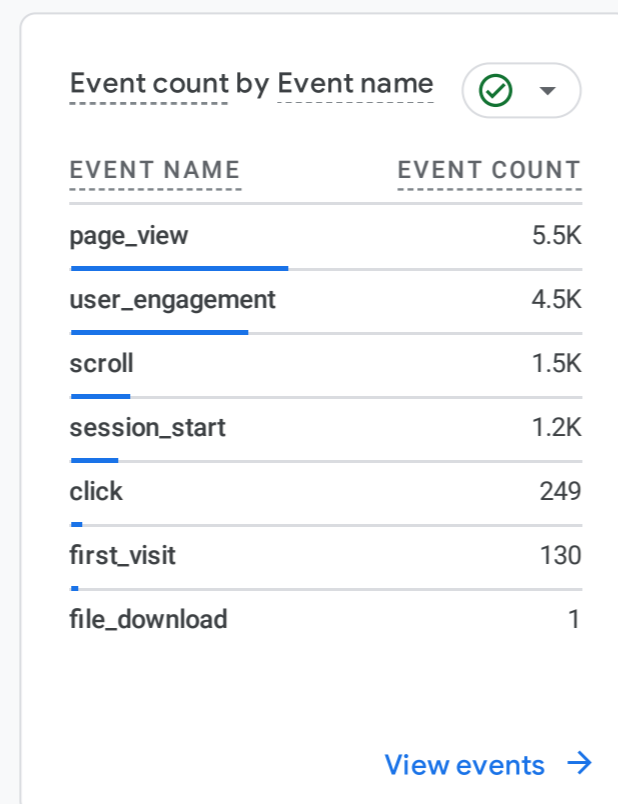 Event count by Event name
EVENT NAME EVENT COUNT
page_view 5.5K
user_engagement 4.5K
scroll 1.5K
session_start 1.2K
click 249
first_visit 130
file_download 1
View events